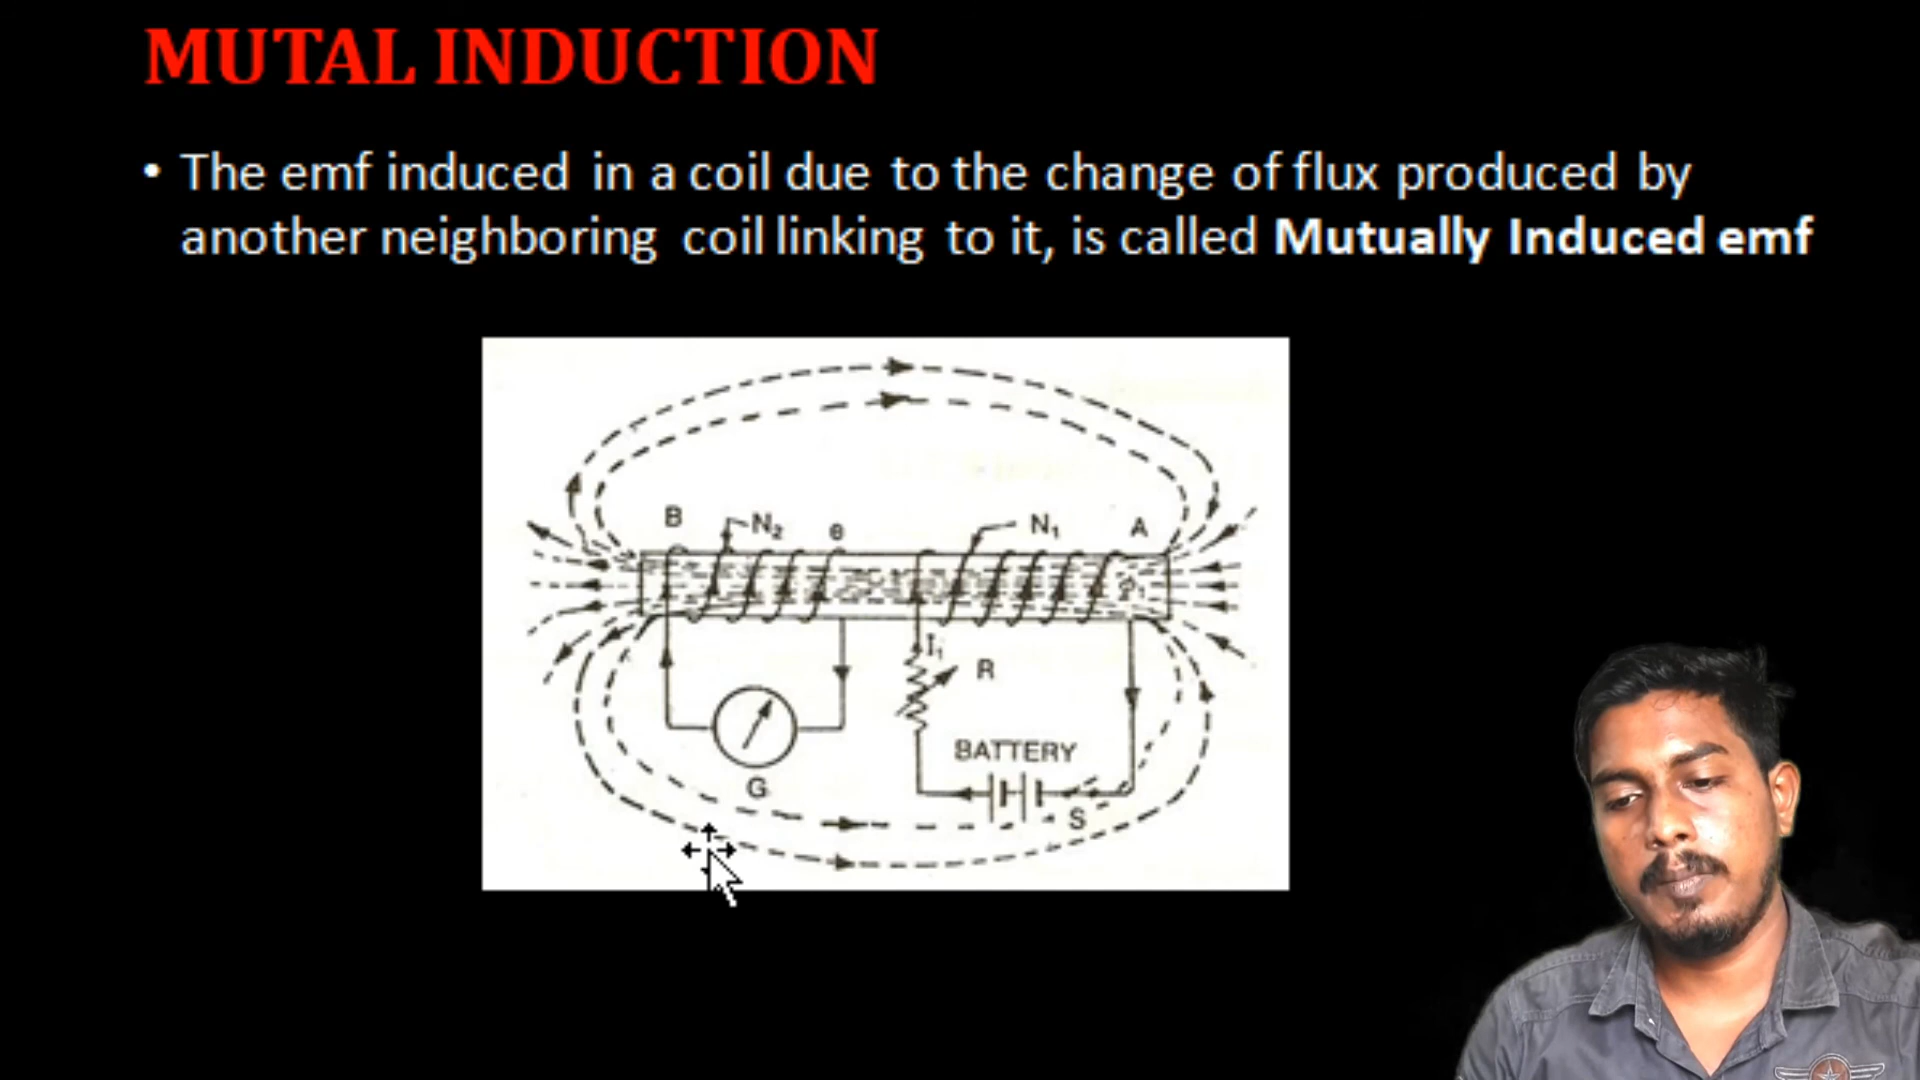 MUTAL INDUCTION
• The emf induced in a coil due to the change of flux produced by
another neighboring coil linking to it, is called Mutually Induced emf
B N₂ e N₁ A
I₁
R
BATTERY
G
S